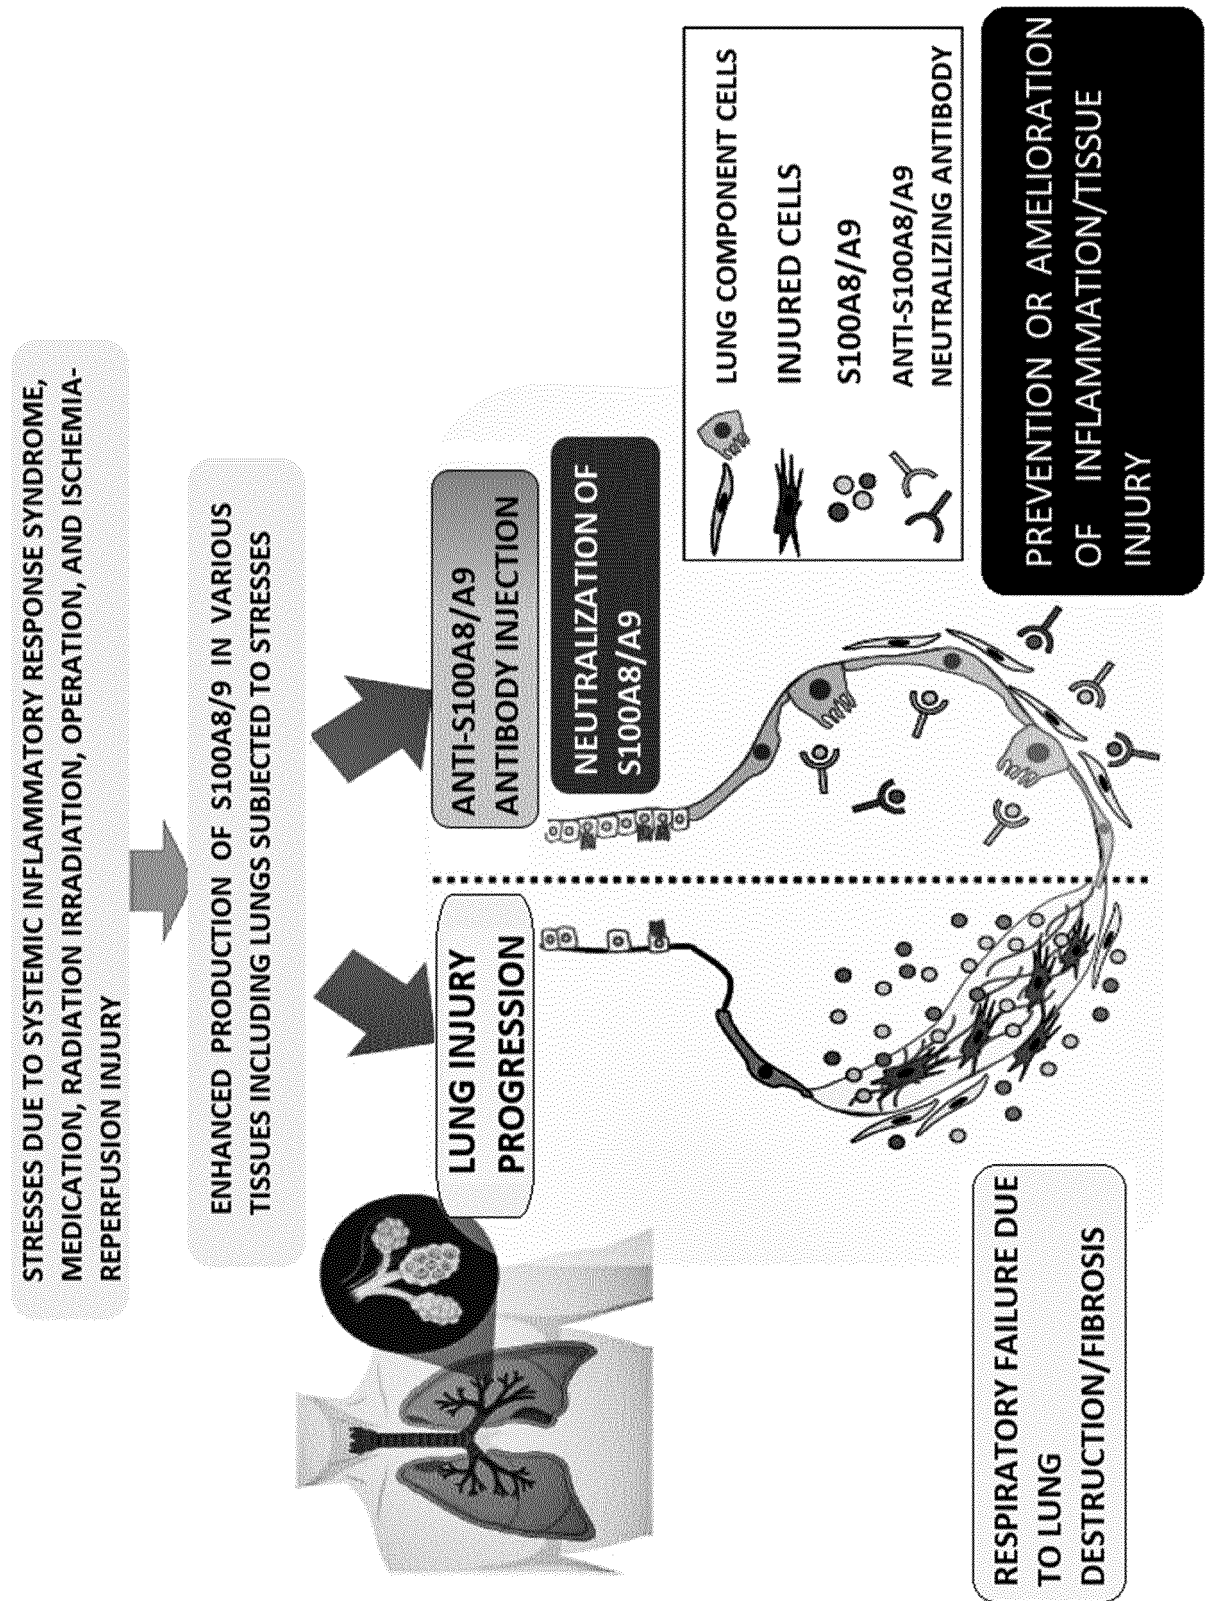 STRESSES DUE TO SYSTEMIC INFLAMMATORY RESPONSE SYNDROME,
MEDICATION, RADIATION IRRADIATION, OPERATION, AND ISCHEMIA-
REPERFUSION INJURY
ENHANCED PRODUCTION OF S100A8/9 IN VARIOUS
TISSUES INCLUDING LUNGS SUBJECTED TO STRESSES
LUNG INJURY
PROGRESSION
ANTI-S100A8/A9
ANTIBODY INJECTION
NEUTRALIZATION OF
S100A8/A9
LUNG COMPONENT CELLS
INJURED CELLS
S100A8/A9
ANTI-S100A8/A9
NEUTRALIZING ANTIBODY
RESPIRATORY FAILURE DUE
TO LUNG
DESTRUCTION/FIBROSIS
PREVENTION OR AMELIORATION
OF INFLAMMATION/TISSUE
INJURY